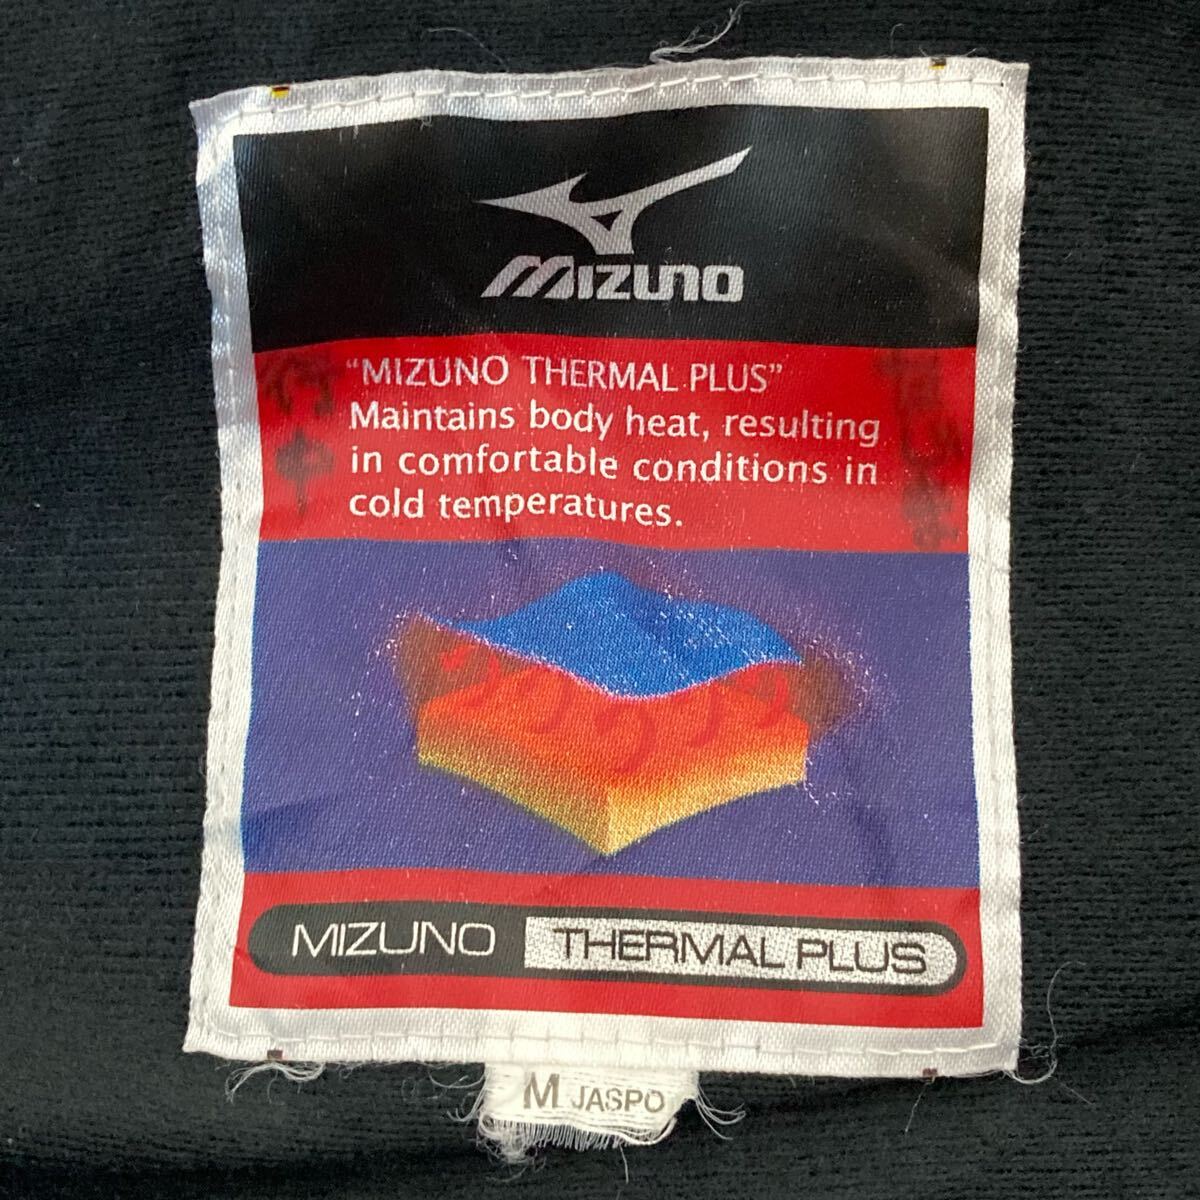 MIZUNO
"MIZUNO THERMAL PLUS"
Maintains body heat, resulting
in comfortable conditions in
cold temperatures.
MIZUNO THERMAL PLUS
M JASPO